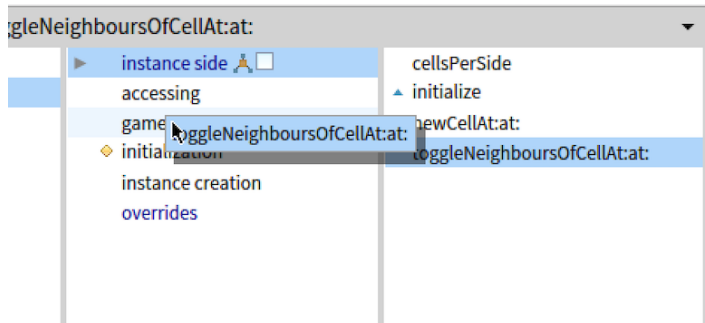 ggleNeighboursOfCellAt:at:
instance side
accessing
game
initialization
instance creation
overrides
toggleNeighboursOfCellAt:at:
cellsPerSide
initialize
newCellAt:at:
toggleNeighboursOfCellAt:at: